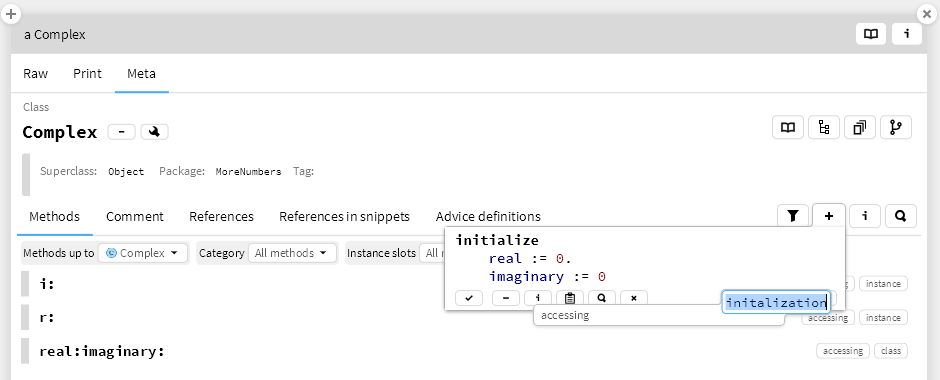 a Complex
Raw Print Meta
Class
Complex
Superclass: Object Package: MoreNumbers Tag:
Methods Comment References References in snippets Advice definitions
Methods up to Complex Category All methods Instance slots All
initialize
real := 0.
imaginary := 0
initalization
accessing
i: instance
r: accessing instance
real:imaginary: accessing class